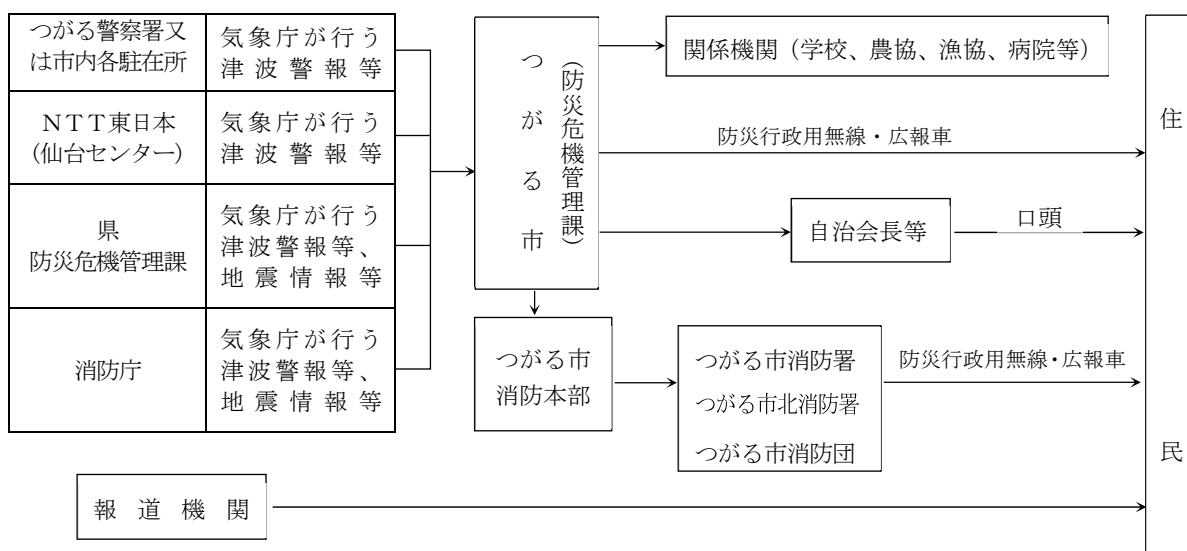 つがる警察署又
は市内各駐在所
気象庁が行う
津波警報等
NTT東日本
(仙台センター)
気象庁が行う
津波警報等
県
防災危機管理課
気象庁が行う
津波警報等、
地震情報等
消防庁
気象庁が行う
津波警報等、
地震情報等
つがる市
(防災危機管理課)
関係機関(学校、農協、漁協、病院等)
防災行政用無線・広報車
自治会長等
口頭
つがる市
消防本部
つがる市消防署
つがる市北消防署
つがる市消防団
防災行政用無線・広報車
報道機関
住民